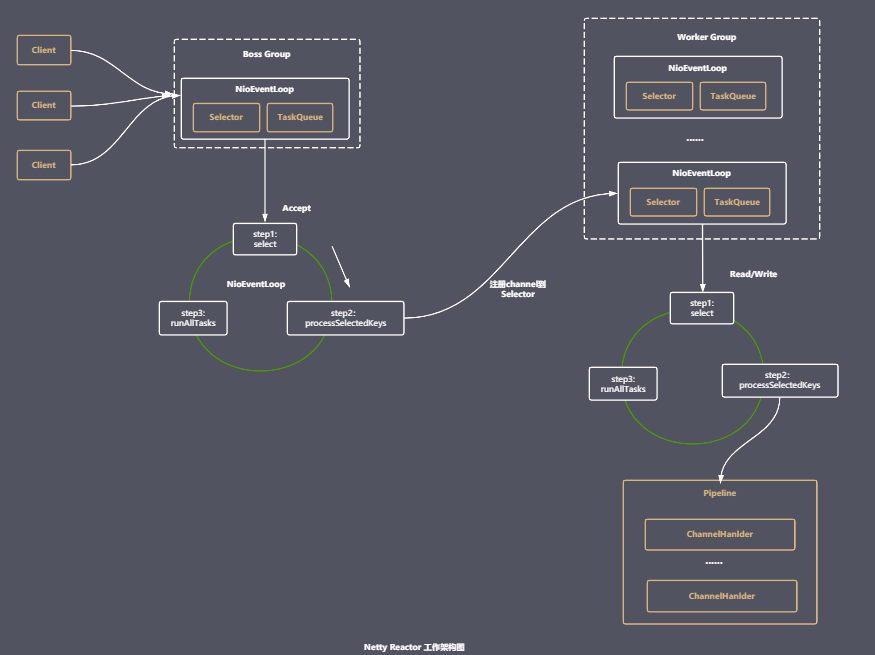 Client
Client
Client
Boss Group
NioEventLoop
Selector
TaskQueue
Accept
step1:
select
NioEventLoop
step2:
processSelectedKeys
step3:
runAllTasks
注册channel到
Selector
Worker Group
NioEventLoop
Selector
TaskQueue
......
NioEventLoop
Selector
TaskQueue
Read/Write
step1:
select
step2:
processSelectedKeys
step3:
runAllTasks
Pipeline
ChannelHanlder
......
ChannelHanlder
Netty Reactor 工作架构图